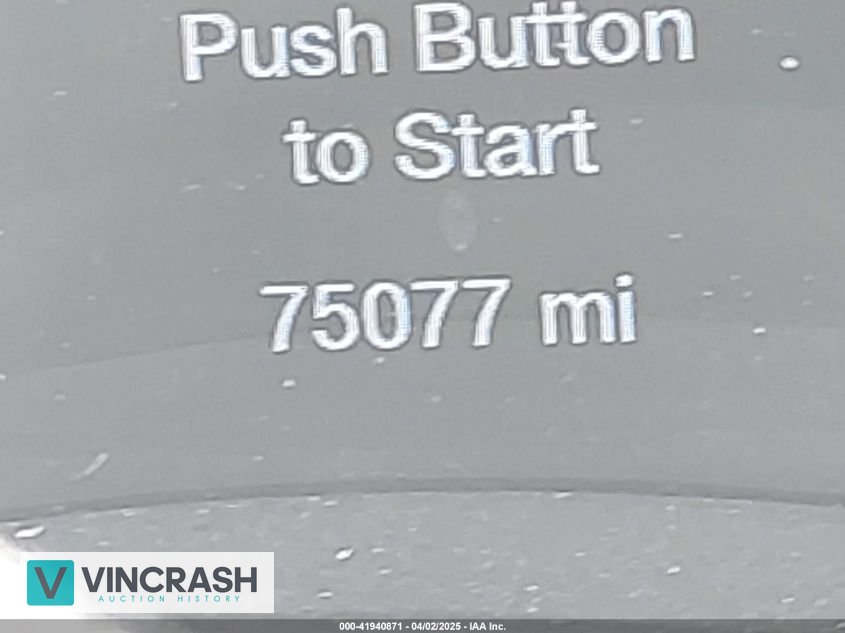 Push Button
to Start
75077 mi
V VINCRASH
AUCTION HISTORY
000-41940871 - 04/02/2025 - IAA Inc.